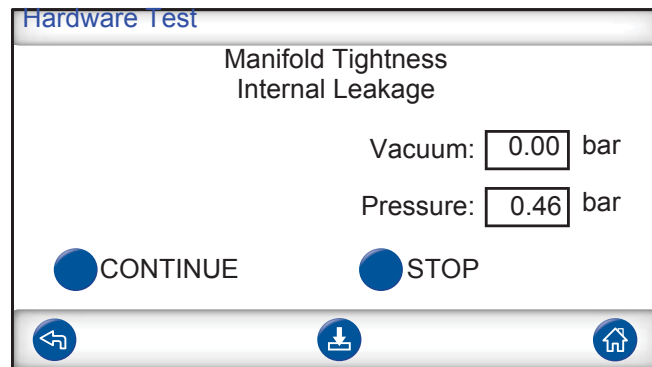 Hardware Test
Manifold Tightness
Internal Leakage
Vacuum: 0.00 bar
Pressure: 0.46 bar
CONTINUE STOP